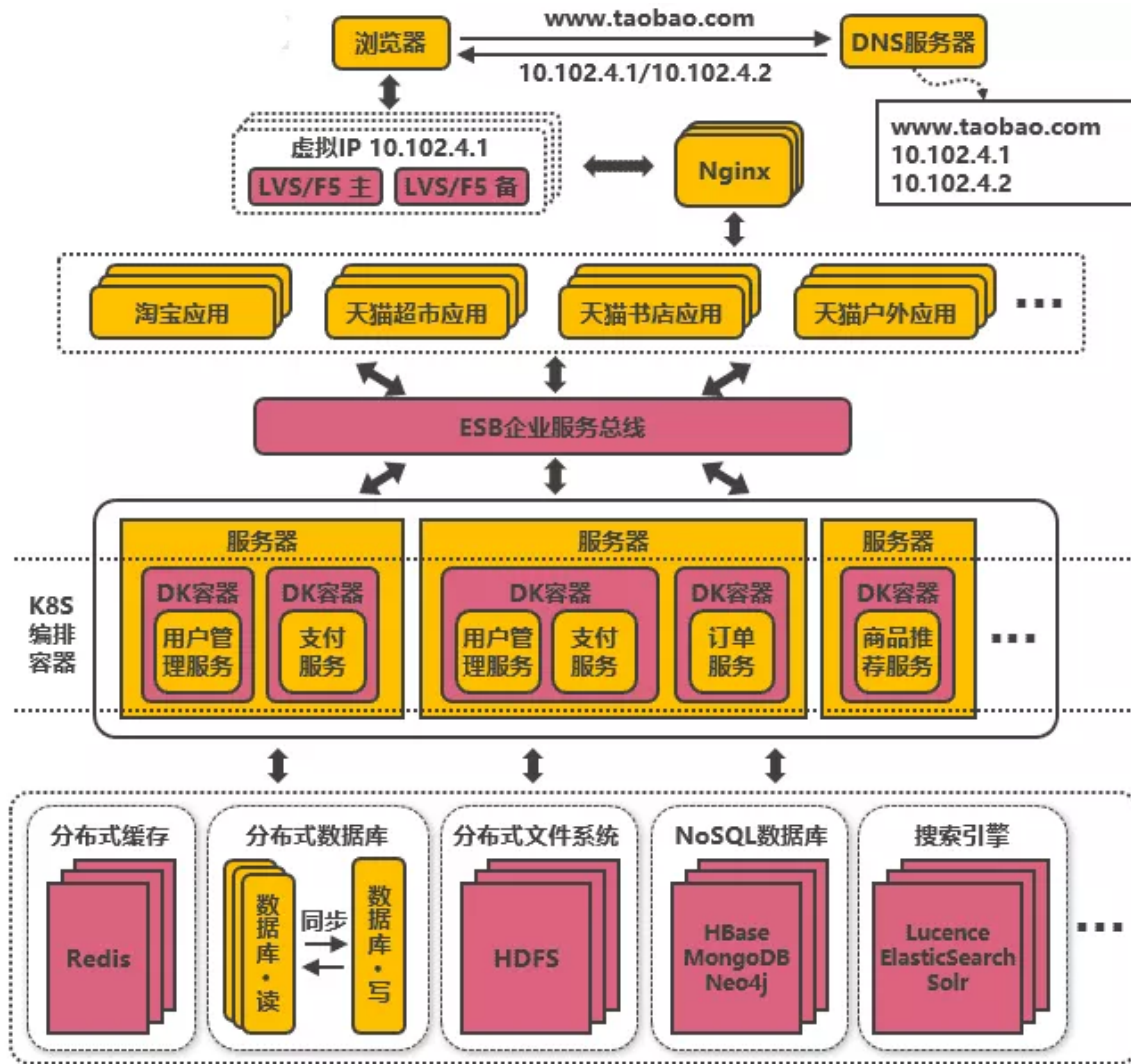 www.taobao.com
浏览器
DNS服务器
10.102.4.1/10.102.4.2
www.taobao.com
10.102.4.1
10.102.4.2
虚拟IP 10.102.4.1
LVS/F5 主
LVS/F5 备
Nginx
淘宝应用
天猫超市应用
天猫书店应用
天猫户外应用
ESB企业服务总线
K8S
编排
容器
服务器
DK容器
用户管
理服务
DK容器
支付
服务
服务器
DK容器
用户管
理服务
支付
服务
DK容器
订单
服务
服务器
DK容器
商品推
荐服务
分布式缓存
Redis
分布式数据库
数据库·读
同步
数据库·写
分布式文件系统
HDFS
NoSQL数据库
HBase
MongoDB
Neo4j
搜索引擎
Lucence
ElasticSearch
Solr